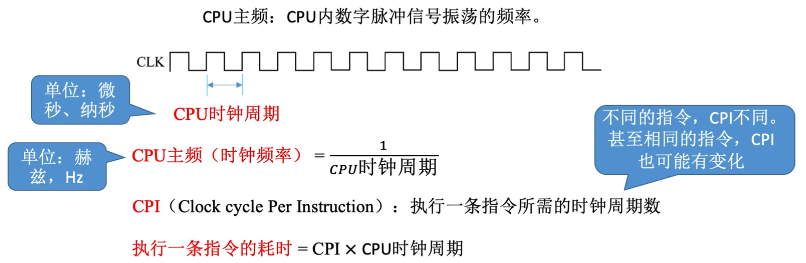 CPU主频：CPU内数字脉冲信号振荡的频率。
CLK
单位：微
秒、纳秒
CPU时钟周期
不同的指令，CPI不同。
甚至相同的指令，CPI
也可能有变化
单位：赫
兹，Hz
CPU主频（时钟频率）= 1/CPU时钟周期
CPI（Clock cycle Per Instruction）：执行一条指令所需的时钟周期数
执行一条指令的耗时 = CPI × CPU时钟周期